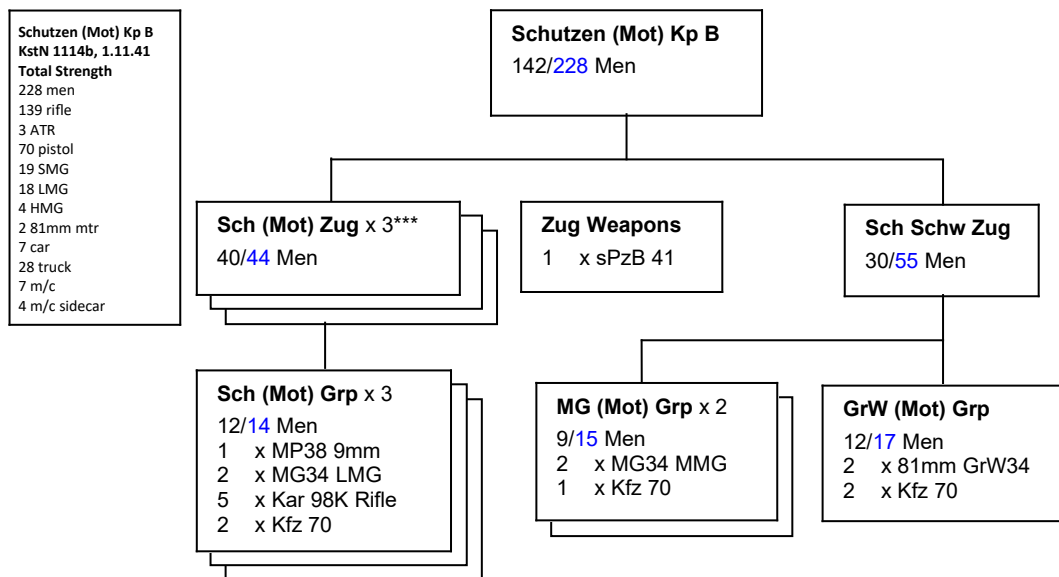 Schutzen (Mot) Kp B
KstN 1114b, 1.11.41
Total Strength
228 men
139 rifle
3 ATR
70 pistol
19 SMG
18 LMG
4 HMG
2 81mm mtr
7 car
28 truck
7 m/c
4 m/c sidecar
Schutzen (Mot) Kp B
142/228 Men
Sch (Mot) Zug x 3***
40/44 Men
Zug Weapons
1 x sPzB 41
Sch Schw Zug
30/55 Men
Sch (Mot) Grp x 3
12/14 Men
1 x MP38 9mm
2 x MG34 LMG
5 x Kar 98K Rifle
2 x Kfz 70
MG (Mot) Grp x 2
9/15 Men
2 x MG34 MMG
1 x Kfz 70
GrW (Mot) Grp
12/17 Men
2 x 81mm GrW34
2 x Kfz 70